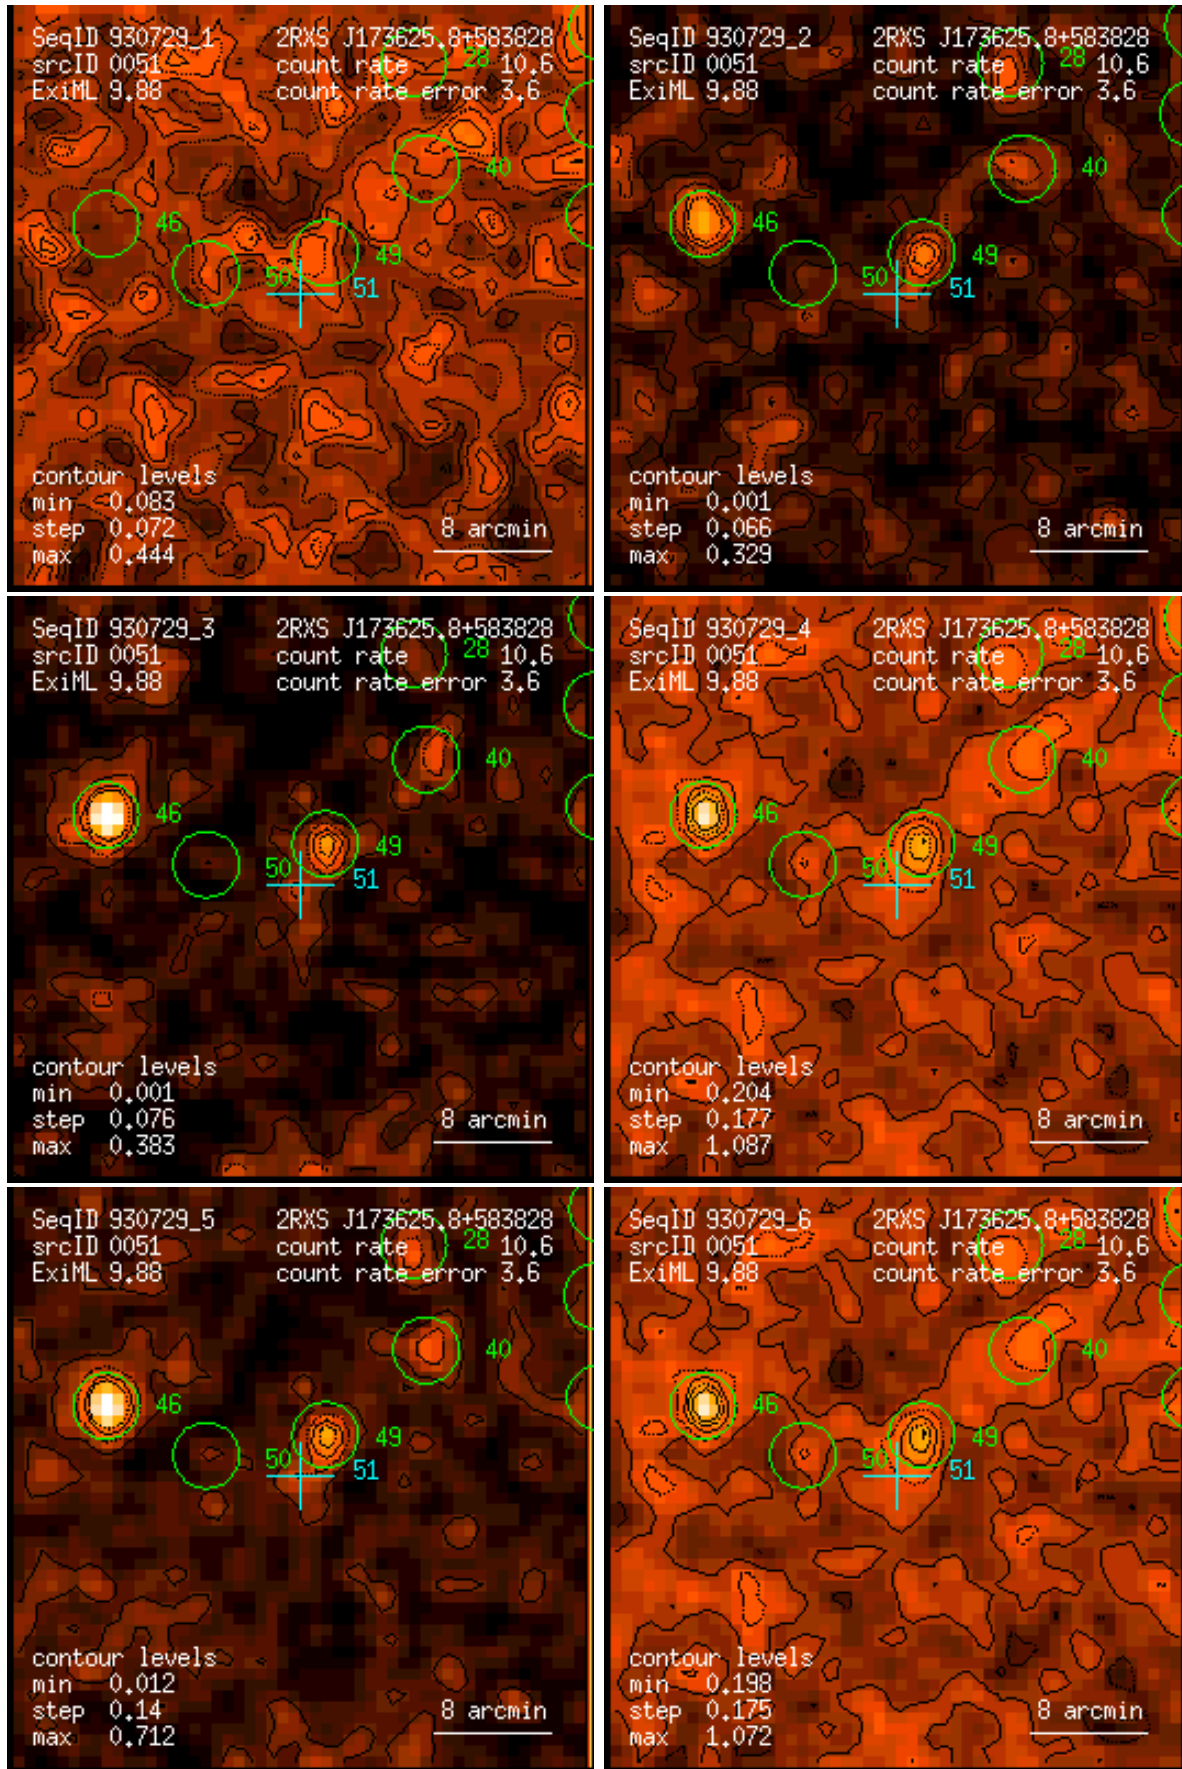 SeqID 930729_1 2RXS J173625.8+583828
srcID 0051 count rate 28 10.6
ExiML 9.88 count rate error 3.6
40
46
49
50
51
contour levels
min 0.083
step 0.072
max 0.444
8 arcmin
SeqID 930729_2 2RXS J173625.8+583828
srcID 0051 count rate 28 10.6
ExiML 9.88 count rate error 3.6
40
46
49
50
51
contour levels
min 0.001
step 0.066
max 0.329
8 arcmin
SeqID 930729_3 2RXS J173625.8+583828
srcID 0051 count rate 28 10.6
ExiML 9.88 count rate error 3.6
40
46
49
50
51
contour levels
min 0.001
step 0.076
max 0.383
8 arcmin
SeqID 930729_4 2RXS J173625.8+583828
srcID 0051 count rate 28 10.6
ExiML 9.88 count rate error 3.6
40
46
49
50
51
contour levels
min 0.204
step 0.177
max 1.087
8 arcmin
SeqID 930729_5 2RXS J173625.8+583828
srcID 0051 count rate 28 10.6
ExiML 9.88 count rate error 3.6
40
46
49
50
51
contour levels
min 0.012
step 0.14
max 0.712
8 arcmin
SeqID 930729_6 2RXS J173625.8+583828
srcID 0051 count rate 28 10.6
ExiML 9.88 count rate error 3.6
40
46
49
50
51
contour levels
min 0.198
step 0.175
max 1.072
8 arcmin